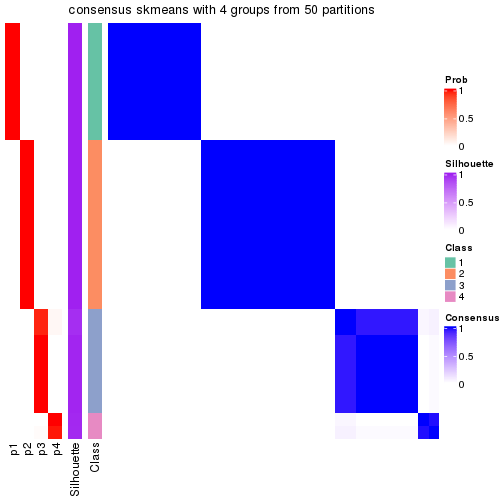 consensus skmeans with 4 groups from 50 partitions
Prob
1
0.5
0
Silhouette
1
0.5
0
Class
1
2
3
4
Consensus
1
0.5
0
p1
p2
p3
p4
Silhouette
Class